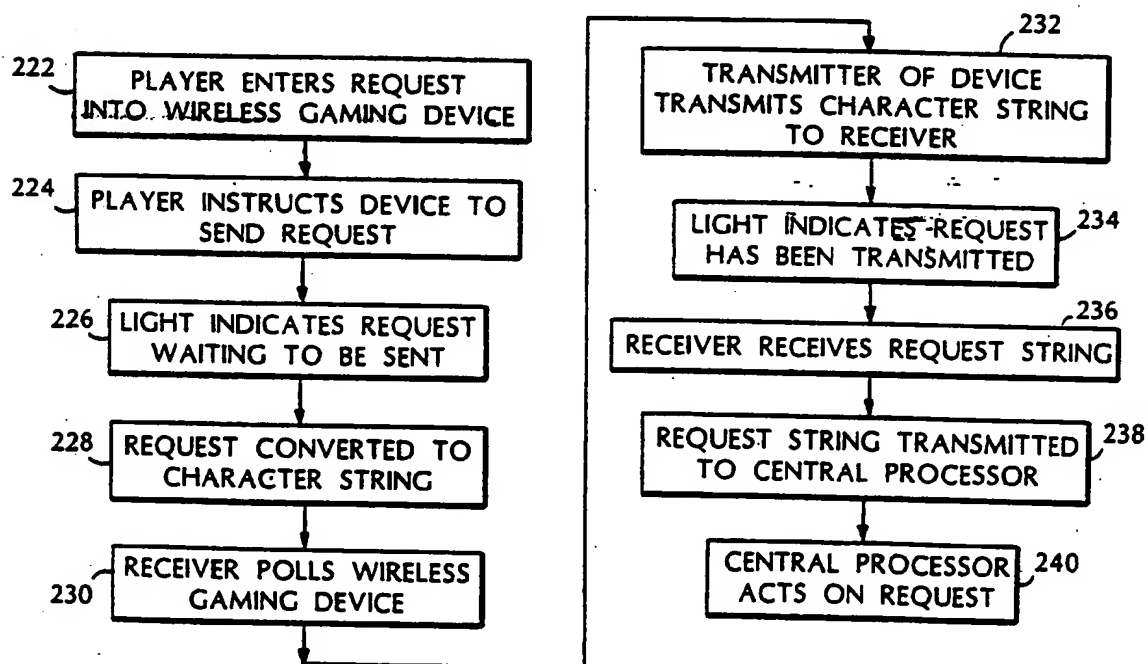 222
PLAYER ENTERS REQUEST
INTO WIRELESS GAMING DEVICE
224
PLAYER INSTRUCTS DEVICE TO
SEND REQUEST
226
LIGHT INDICATES REQUEST
WAITING TO BE SENT
228
REQUEST CONVERTED TO
CHARACTER STRING
230
RECEIVER POLLS WIRELESS
GAMING DEVICE
232
TRANSMITTER OF DEVICE
TRANSMITS CHARACTER STRING
TO RECEIVER
234
LIGHT INDICATES REQUEST
HAS BEEN TRANSMITTED
236
RECEIVER RECEIVES REQUEST STRING
238
REQUEST STRING TRANSMITTED
TO CENTRAL PROCESSOR
240
CENTRAL PROCESSOR
ACTS ON REQUEST